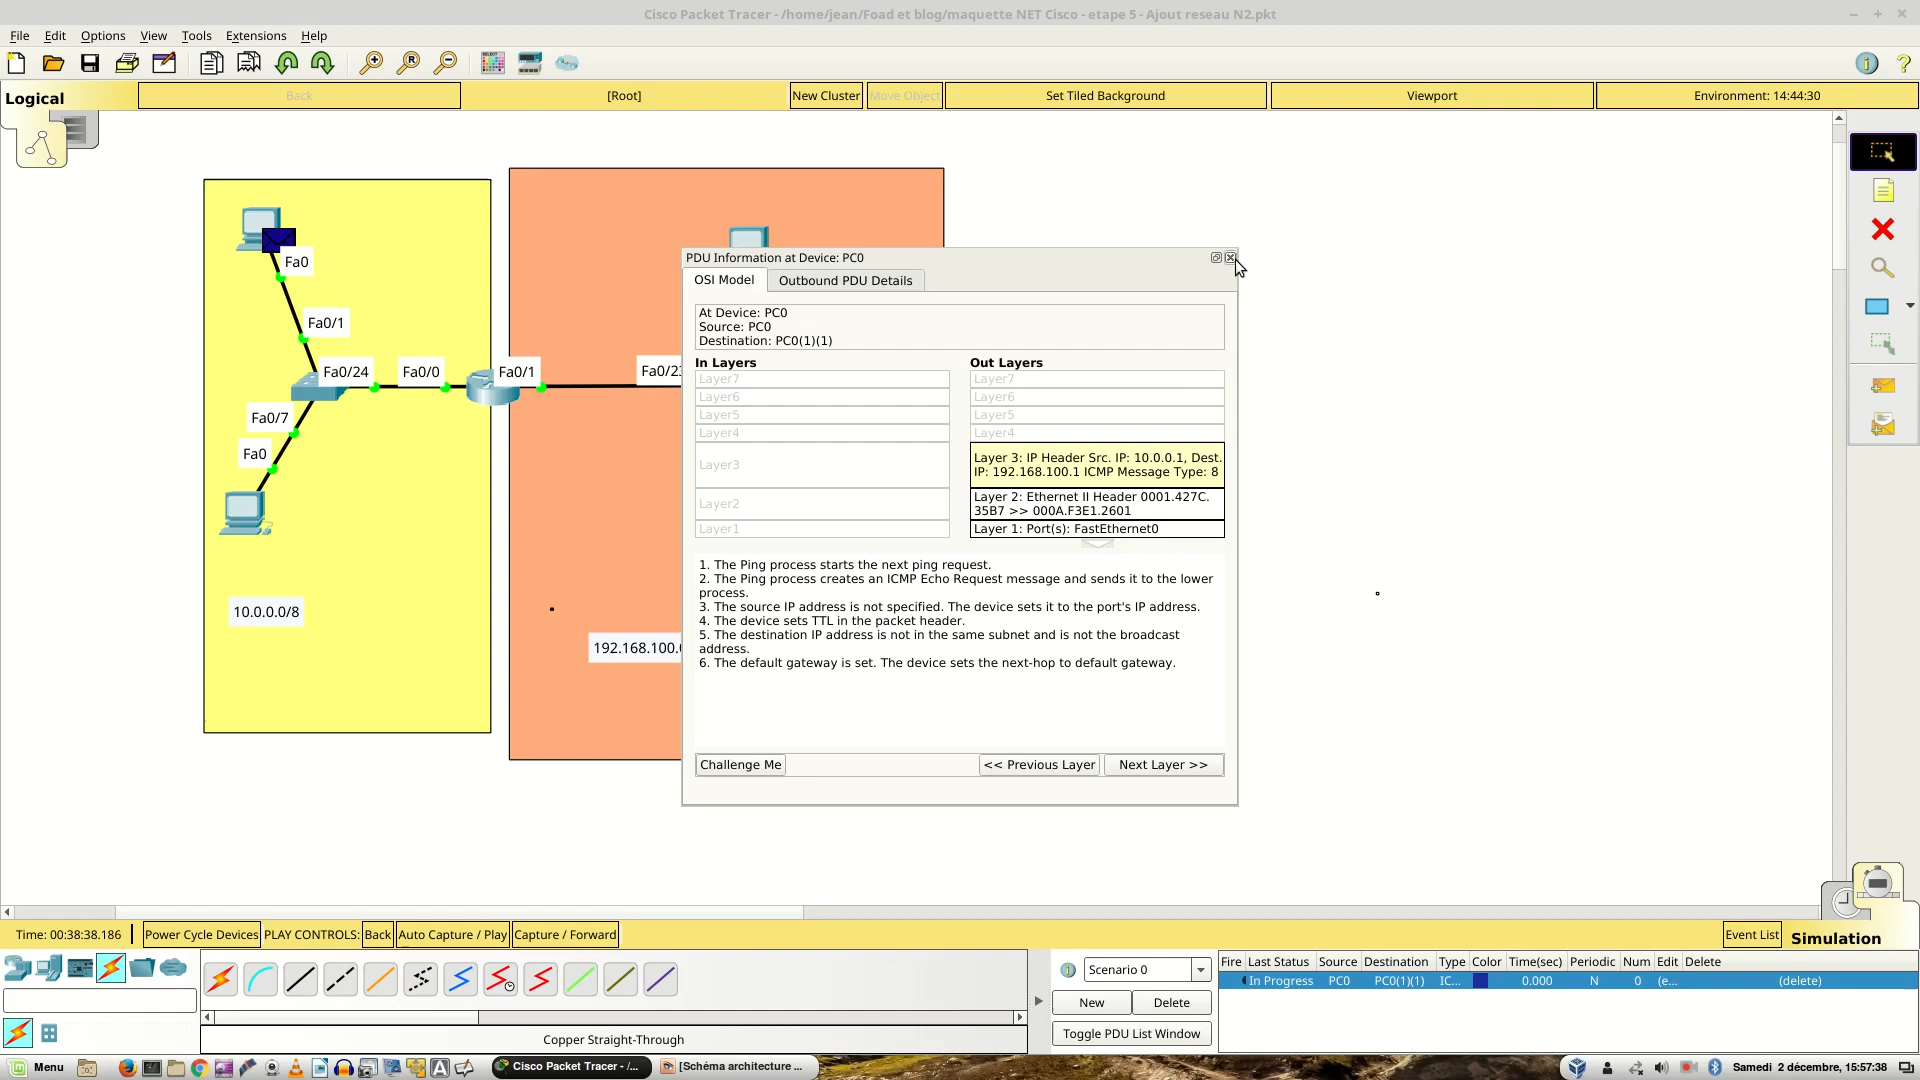 Cisco Packet Tracer - /home/jean/Foad et blog/maquette NET Cisco - etape 5 - Ajout reseau N2.pkt
File Edit Options View Tools Extensions Help
Logical
Back
[Root]
New Cluster
Move Object
Set Tiled Background
Viewport
Environment: 14:44:30
Fa0
Fa0/1
Fa0/24
Fa0/0
Fa0/1
Fa0/23
Fa0/7
Fa0
10.0.0.0/8
192.168.100.
PDU Information at Device: PC0
OSI Model
Outbound PDU Details
At Device: PC0
Source: PC0
Destination: PC0(1)(1)
In Layers
Layer7
Layer6
Layer5
Layer4
Layer3
Layer2
Layer1
Out Layers
Layer7
Layer6
Layer5
Layer4
Layer 3: IP Header Src. IP: 10.0.0.1, Dest.
IP: 192.168.100.1 ICMP Message Type: 8
Layer 2: Ethernet II Header 0001.427C.
35B7 >> 000A.F3E1.2601
Layer 1: Port(s): FastEthernet0
1. The Ping process starts the next ping request.
2. The Ping process creates an ICMP Echo Request message and sends it to the lower
process.
3. The source IP address is not specified. The device sets it to the port's IP address.
4. The device sets TTL in the packet header.
5. The destination IP address is not in the same subnet and is not the broadcast
address.
6. The default gateway is set. The device sets the next-hop to default gateway.
Challenge Me
<< Previous Layer
Next Layer >>
Time: 00:38:38.186
Power Cycle Devices
PLAY CONTROLS:
Back
Auto Capture / Play
Capture / Forward
Event List
Simulation
Copper Straight-Through
Scenario 0
New
Delete
Toggle PDU List Window
Fire Last Status Source Destination Type Color Time(sec) Periodic Num Edit Delete
In Progress PC0 PC0(1)(1) IC... 0.000 N 0 (e... (delete)
Menu
Cisco Packet Tracer - /...
[Schéma architecture ...
Samedi 2 décembre, 15:57:38